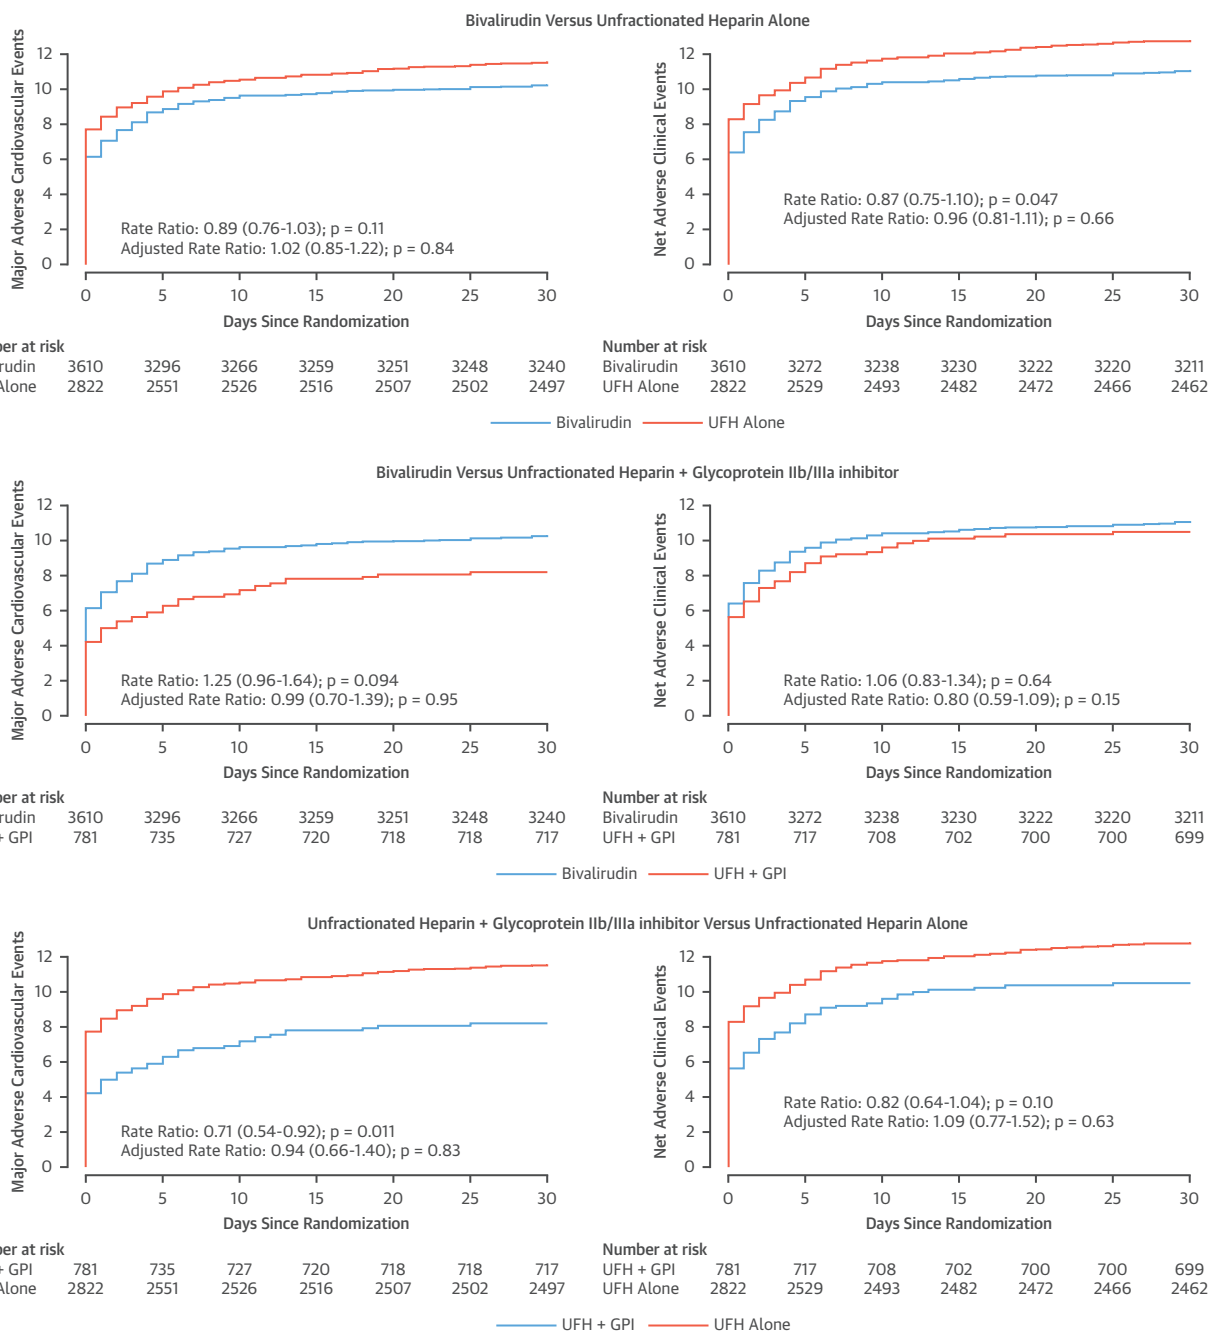 Bivalirudin Versus Unfractionated Heparin Alone
Major Adverse Cardiovascular Events
12
10
8
6
4
2
0
Rate Ratio: 0.89 (0.76-1.03); p = 0.11
Adjusted Rate Ratio: 1.02 (0.85-1.22); p = 0.84
0 5 10 15 20 25 30
Days Since Randomization
Net Adverse Clinical Events
12
10
8
6
4
2
0
Rate Ratio: 0.87 (0.75-1.10); p = 0.047
Adjusted Rate Ratio: 0.96 (0.81-1.11); p = 0.66
0 5 10 15 20 25 30
Days Since Randomization
ber at risk
rudin 3610 3296 3266 3259 3251 3248 3240
Alone 2822 2551 2526 2516 2507 2502 2497
Number at risk
Bivalirudin 3610 3272 3238 3230 3222 3220 3211
UFH Alone 2822 2529 2493 2482 2472 2466 2462
Bivalirudin UFH Alone
Bivalirudin Versus Unfractionated Heparin + Glycoprotein IIb/IIIa inhibitor
Major Adverse Cardiovascular Events
12
10
8
6
4
2
0
Rate Ratio: 1.25 (0.96-1.64); p = 0.094
Adjusted Rate Ratio: 0.99 (0.70-1.39); p = 0.95
0 5 10 15 20 25 30
Days Since Randomization
Net Adverse Clinical Events
12
10
8
6
4
2
0
Rate Ratio: 1.06 (0.83-1.34); p = 0.64
Adjusted Rate Ratio: 0.80 (0.59-1.09); p = 0.15
0 5 10 15 20 25 30
Days Since Randomization
ber at risk
rudin 3610 3296 3266 3259 3251 3248 3240
+ GPI 781 735 727 720 718 718 717
Number at risk
Bivalirudin 3610 3272 3238 3230 3222 3220 3211
UFH + GPI 781 717 708 702 700 700 699
Bivalirudin UFH + GPI
Unfractionated Heparin + Glycoprotein IIb/IIIa inhibitor Versus Unfractionated Heparin Alone
Major Adverse Cardiovascular Events
12
10
8
6
4
2
0
Rate Ratio: 0.71 (0.54-0.92); p = 0.011
Adjusted Rate Ratio: 0.94 (0.66-1.40); p = 0.83
0 5 10 15 20 25 30
Days Since Randomization
Net Adverse Clinical Events
12
10
8
6
4
2
0
Rate Ratio: 0.82 (0.64-1.04); p = 0.10
Adjusted Rate Ratio: 1.09 (0.77-1.52); p = 0.63
0 5 10 15 20 25 30
Days Since Randomization
ber at risk
+ GPI 781 735 727 720 718 718 717
Alone 2822 2551 2526 2516 2507 2502 2497
Number at risk
UFH + GPI 781 717 708 702 700 700 699
UFH Alone 2822 2529 2493 2482 2472 2466 2462
UFH + GPI UFH Alone